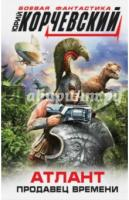 БОЕВАЯ ФАНТАСТИКА
ЮРИЙ
КОРЧЕВСКИЙ
АТЛАНТ
ПРОДАВЕЦ ВРЕМЕНИ